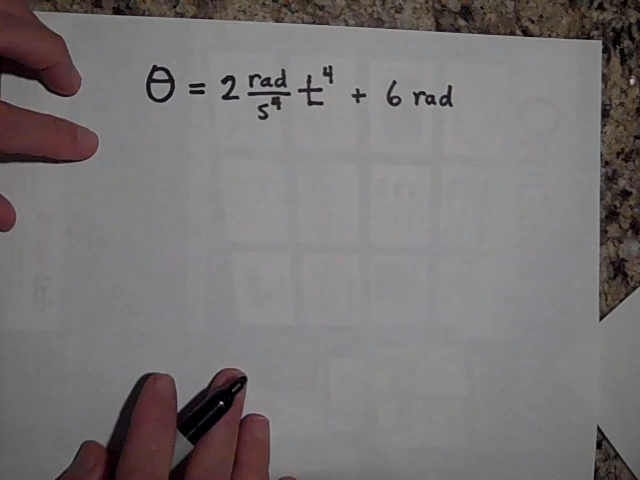 θ = 2 rad/s⁴ t⁴ + 6 rad